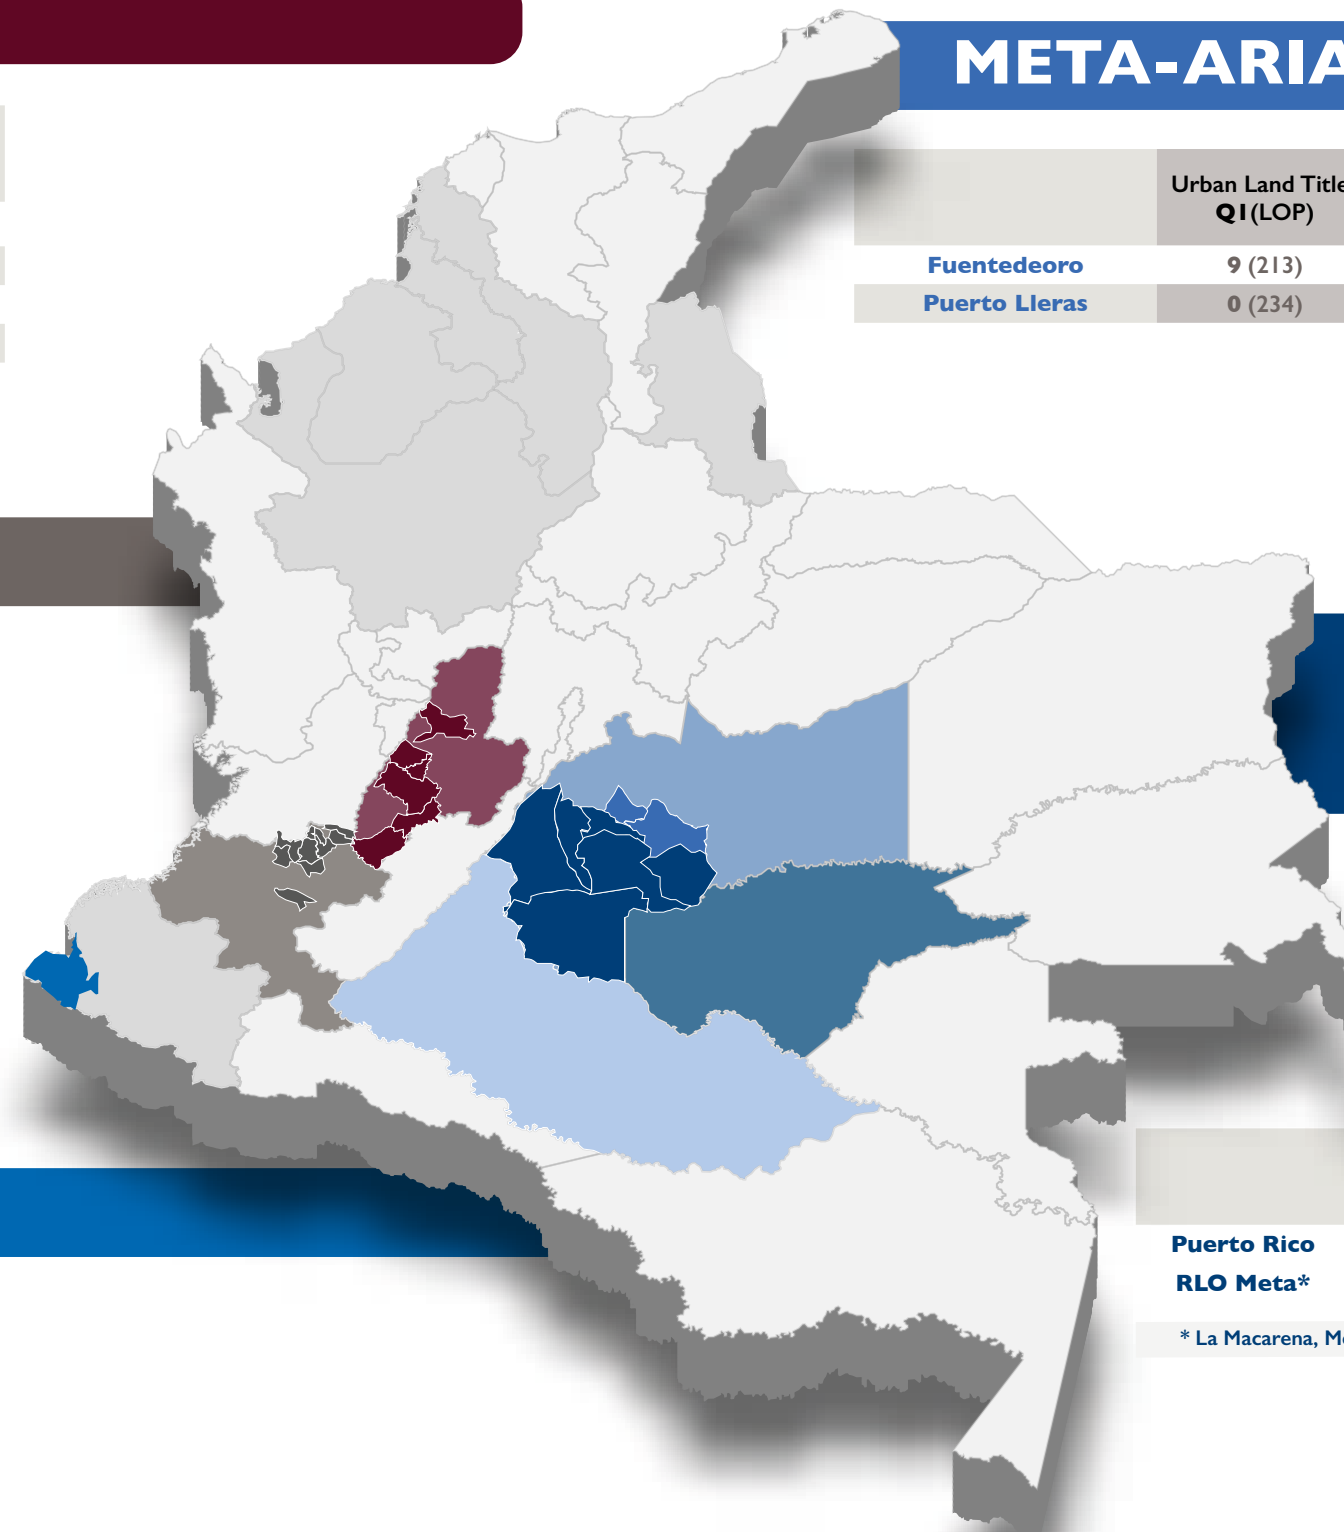 META-ARIA
Urban Land Title
Q1(LOP)
Fuentedeoro 9 (213)
Puerto Lleras 0 (234)
Puerto Rico
RLO Meta*
* La Macarena, Me